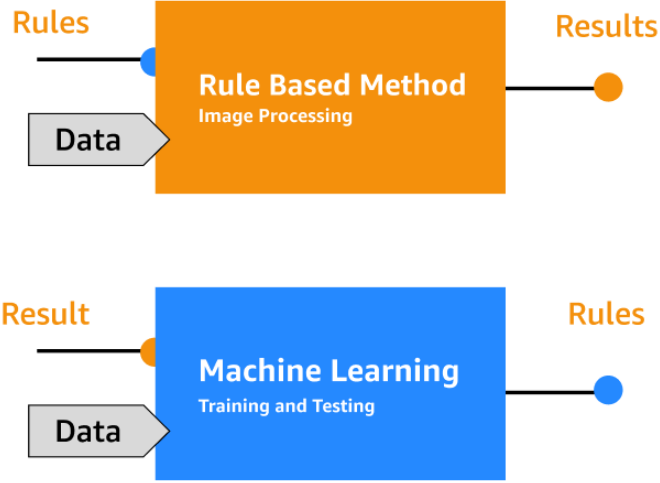 Rules
Results
Rule Based Method
Image Processing
Data
Result
Rules
Machine Learning
Training and Testing
Data